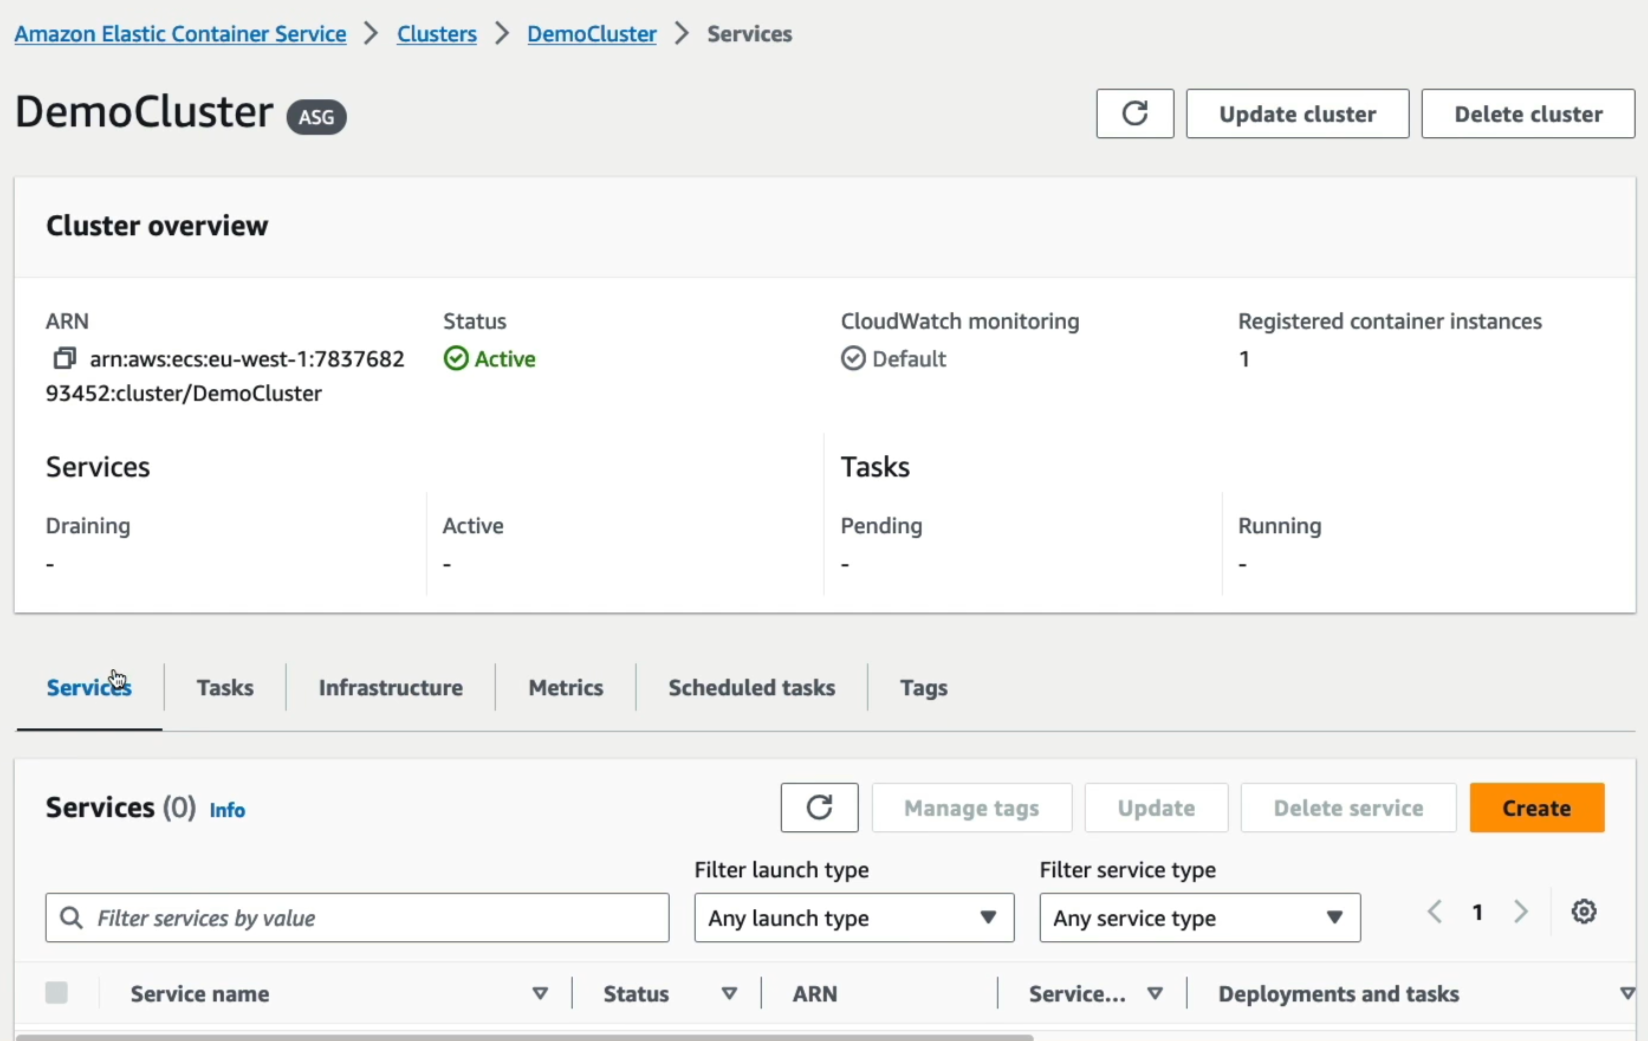 Amazon Elastic Container Service > Clusters > DemoCluster > Services
DemoCluster ASG
Update cluster
Delete cluster
Cluster overview
ARN
arn:aws:ecs:eu-west-1:7837682
93452:cluster/DemoCluster
Status
Active
CloudWatch monitoring
Default
Registered container instances
1
Services
Draining
-
Active
-
Tasks
Pending
-
Running
-
Services Tasks Infrastructure Metrics Scheduled tasks Tags
Services (0) Info
Manage tags
Update
Delete service
Create
Filter services by value
Filter launch type
Any launch type
Filter service type
Any service type
1
Service name Status ARN Service... Deployments and tasks